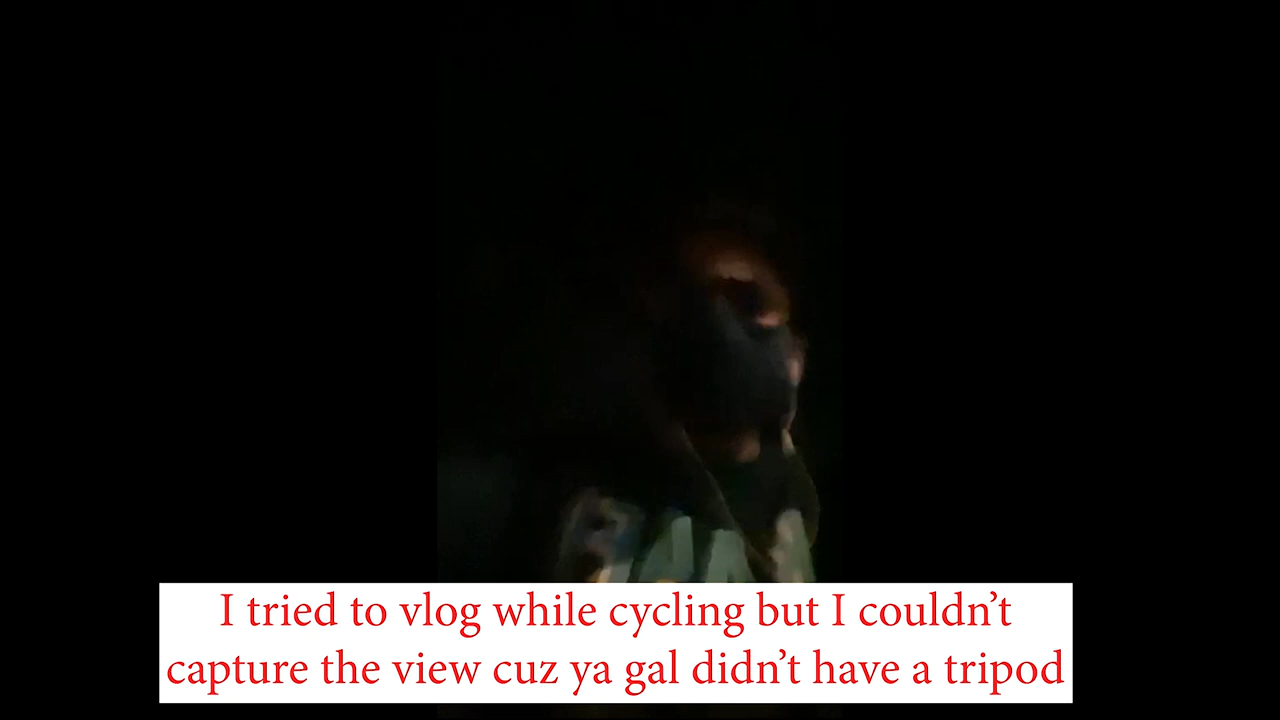 I tried to vlog while cycling but I couldn’t
capture the view cuz ya gal didn’t have a tripod